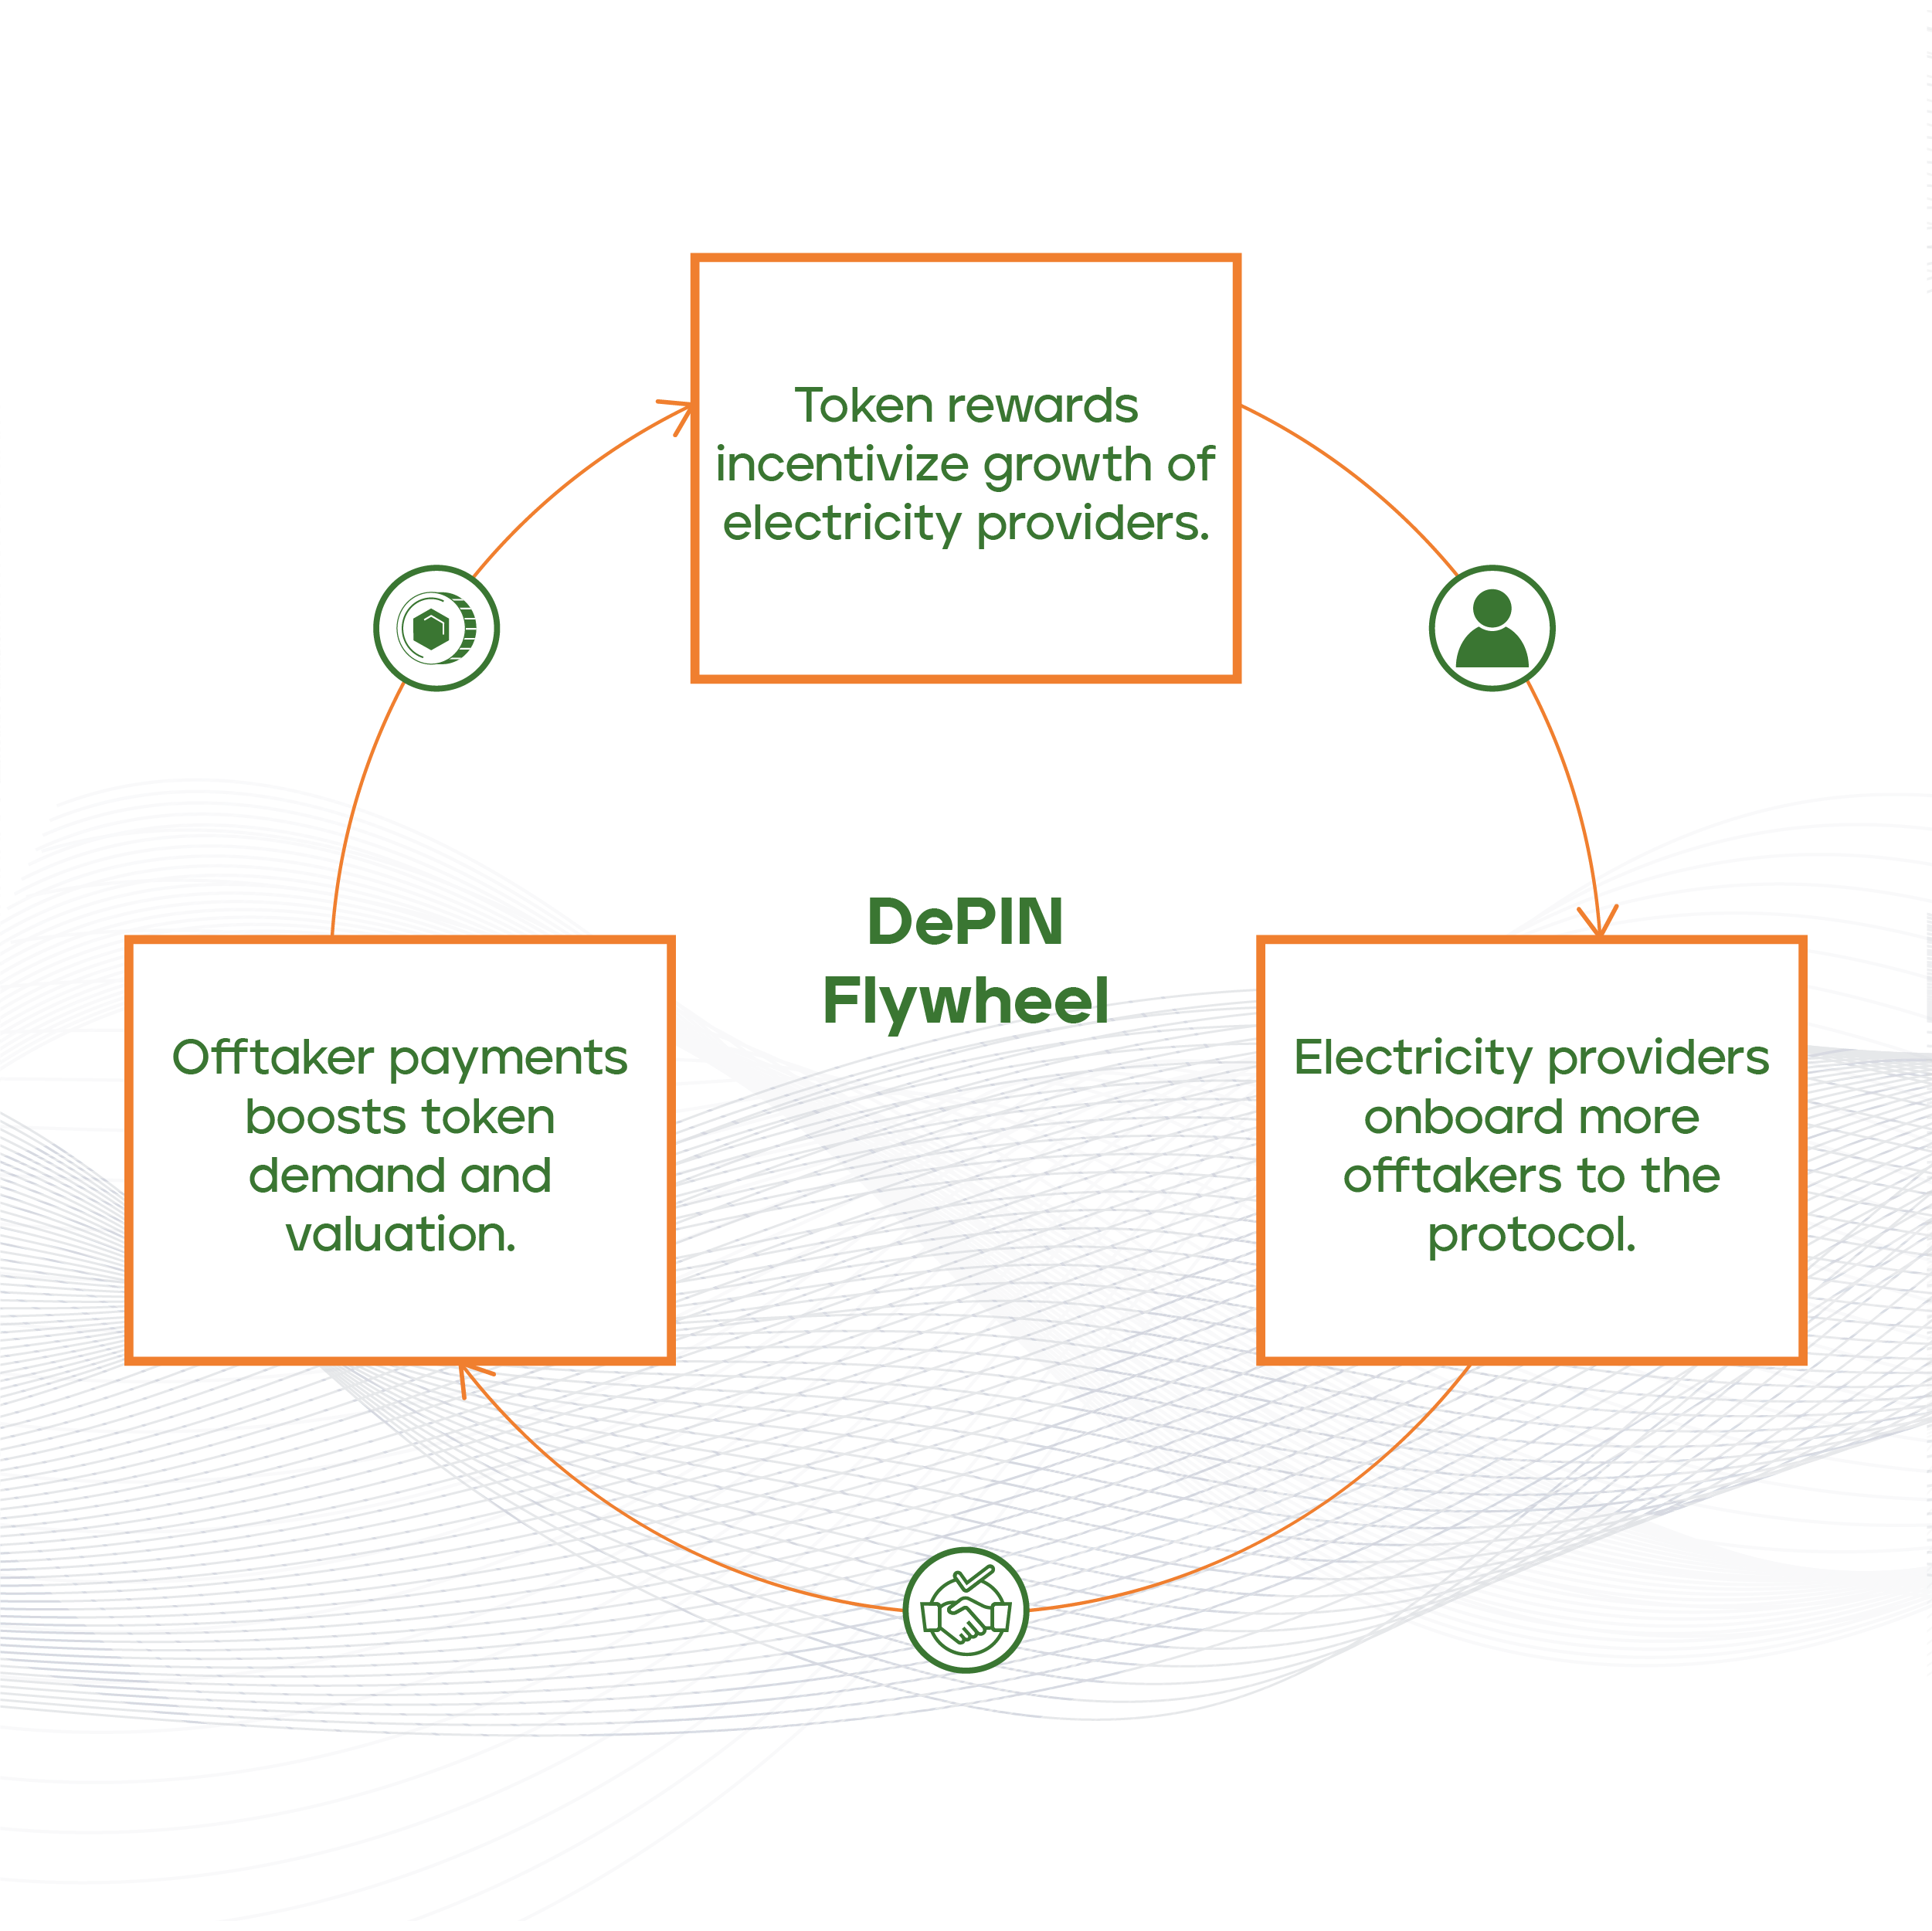 Token rewards
incentivize growth of
electricity providers.
DePIN
Flywheel
Offtaker payments
boosts token
demand and
valuation.
Electricity providers
onboard more
offtakers to the
protocol.